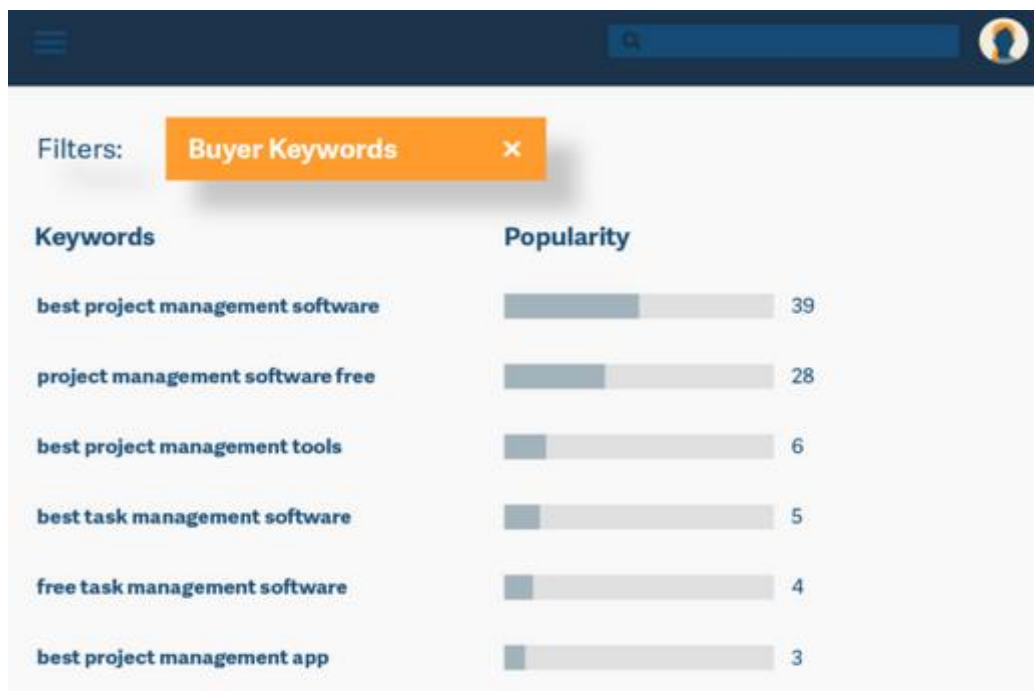 Filters: Buyer Keywords ×
Keywords Popularity
best project management software 39
project management software free 28
best project management tools 6
best task management software 5
free task management software 4
best project management app 3